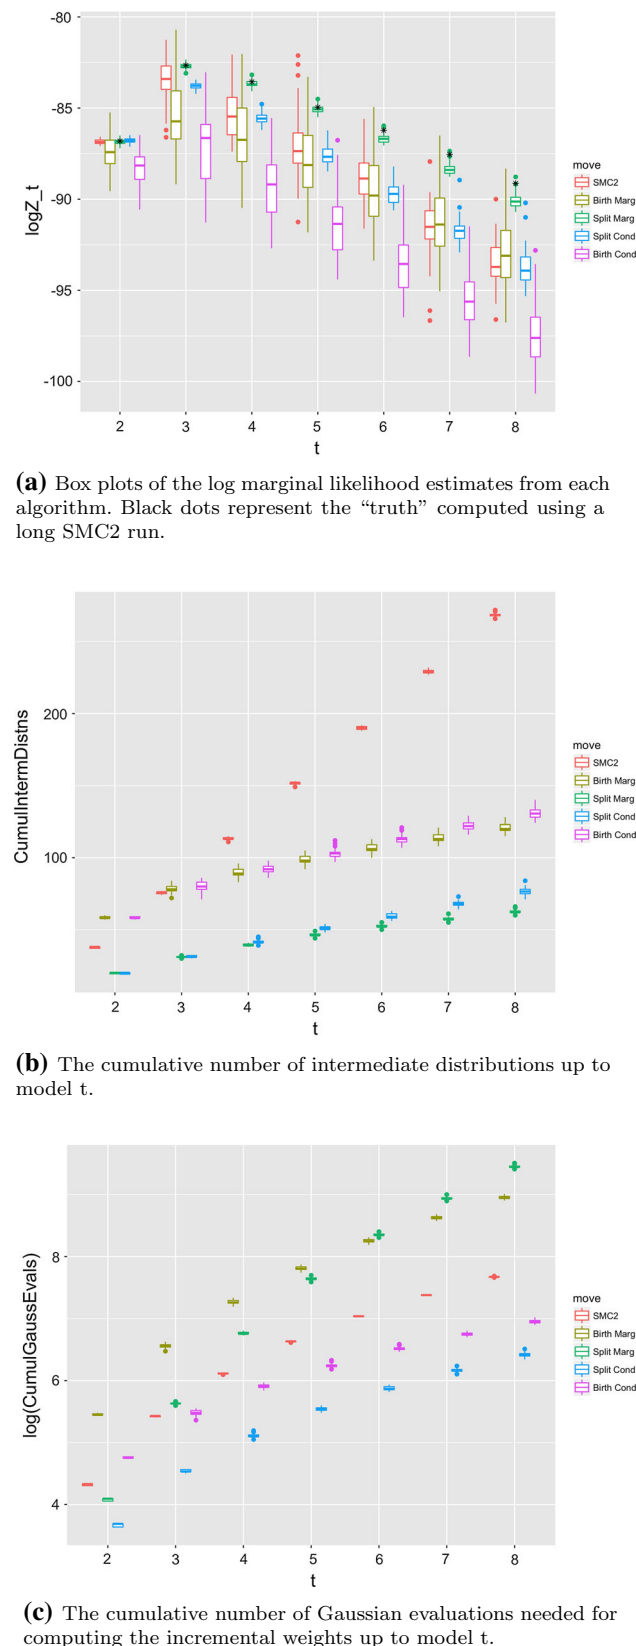 -80
-85
-90
-95
-100
logZ_t
2 3 4 5 6 7 8
t
move
SMC2
Birth Marg
Split Marg
Split Cond
Birth Cond
(a) Box plots of the log marginal likelihood estimates from each
algorithm. Black dots represent the “truth” computed using a
long SMC2 run.
200
100
CumulIntermDistns
2 3 4 5 6 7 8
t
move
SMC2
Birth Marg
Split Marg
Split Cond
Birth Cond
(b) The cumulative number of intermediate distributions up to
model t.
8
6
4
log(CumulGaussEvals)
2 3 4 5 6 7 8
t
move
SMC2
Birth Marg
Split Marg
Split Cond
Birth Cond
(c) The cumulative number of Gaussian evaluations needed for
computing the incremental weights up to model t.